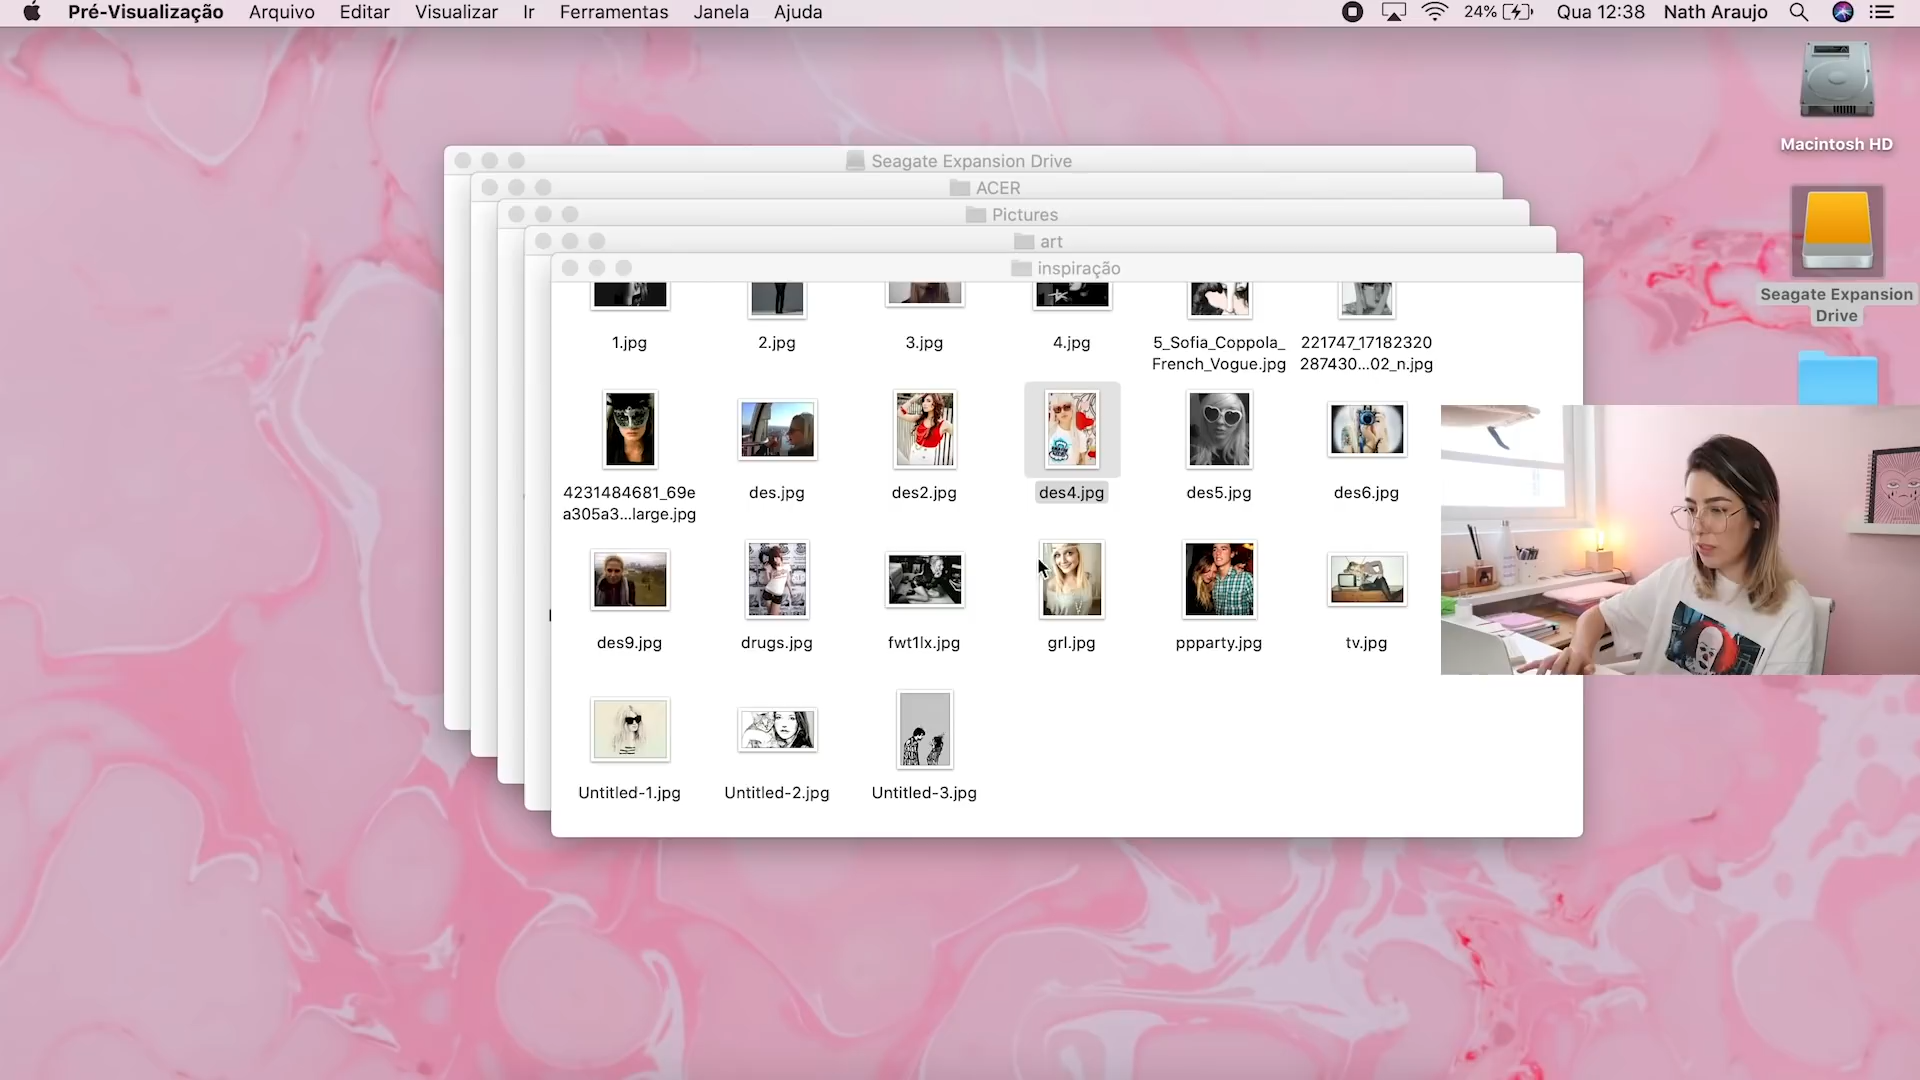 Pré-Visualização Arquivo Editar Visualizar Ir Ferramentas Janela Ajuda 24% Qua 12:38 Nath Araujo
Macintosh HD
Seagate Expansion Drive
ACER
Pictures
art
inspiração
Seagate Expansion
Drive
1.jpg 2.jpg 3.jpg 4.jpg 5_Sofia_Coppola_ 221747_17182320
French_Vogue.jpg 287430...02_n.jpg
4231484681_69e des.jpg des2.jpg des4.jpg des5.jpg des6.jpg
a305a3...large.jpg
des9.jpg drugs.jpg fwt1lx.jpg grl.jpg ppparty.jpg tv.jpg
Untitled-1.jpg Untitled-2.jpg Untitled-3.jpg